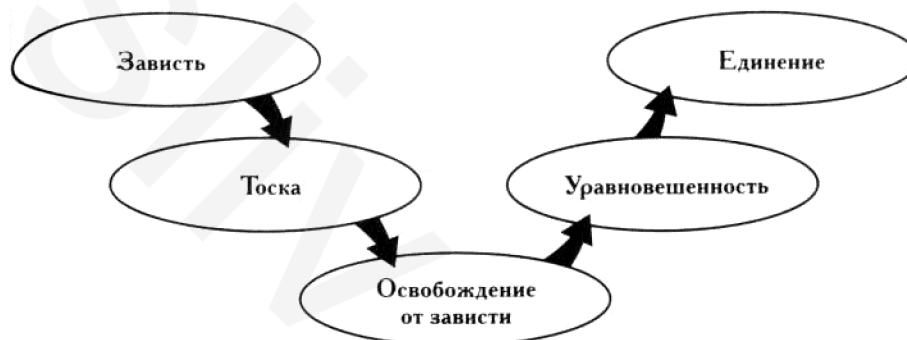 Зависть
Единение
Тоска
Уравновешенность
Освобождение
от зависти